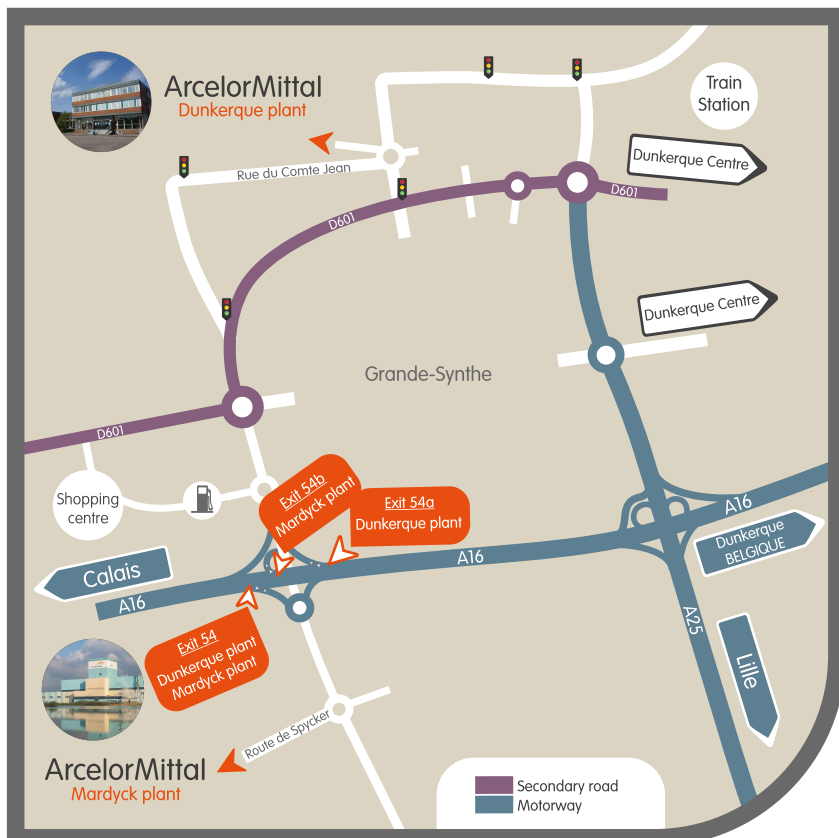 ArcelorMittal
Dunkerque plant
Train
Station
Dunkerque Centre
Rue du Comte Jean
D601
D601
Dunkerque Centre
Grande-Synthe
D601
Shopping
centre
Exit 54b
Mardyck plant
Exit 54a
Dunkerque plant
A16
Dunkerque
BELGIQUE
A16
Calais
A16
A25
Exit 54
Dunkerque plant
Mardyck plant
Lille
Route de Spycker
ArcelorMittal
Mardyck plant
Secondary road
Motorway